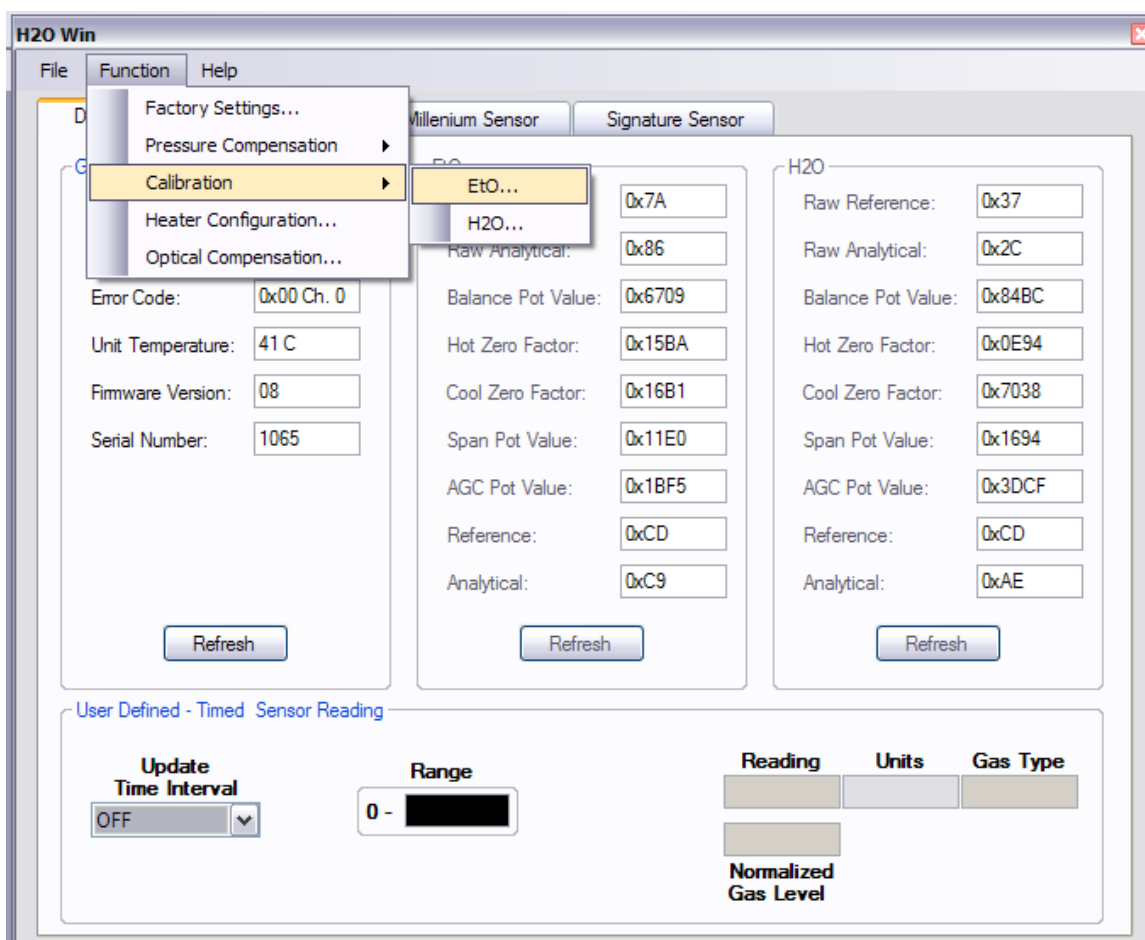 H2O Win
File Function Help
Factory Settings...
Pressure Compensation
Calibration
Heater Configuration...
Optical Compensation...
EtO...
H2O...
D
Millenium Sensor
Signature Sensor
G
Error Code: 0x00 Ch. 0
Unit Temperature: 41 C
Firmware Version: 08
Serial Number: 1065
Refresh
0x7A
Raw Analytical: 0x86
Balance Pot Value: 0x6709
Hot Zero Factor: 0x15BA
Cool Zero Factor: 0x16B1
Span Pot Value: 0x11E0
AGC Pot Value: 0x1BF5
Reference: 0xCD
Analytical: 0xC9
Refresh
H2O
Raw Reference: 0x37
Raw Analytical: 0x2C
Balance Pot Value: 0x84BC
Hot Zero Factor: 0x0E94
Cool Zero Factor: 0x7038
Span Pot Value: 0x1694
AGC Pot Value: 0x3DCF
Reference: 0xCD
Analytical: 0xAE
Refresh
User Defined - Timed Sensor Reading
Update
Time Interval
OFF
Range
0 -
Reading Units Gas Type
Normalized
Gas Level